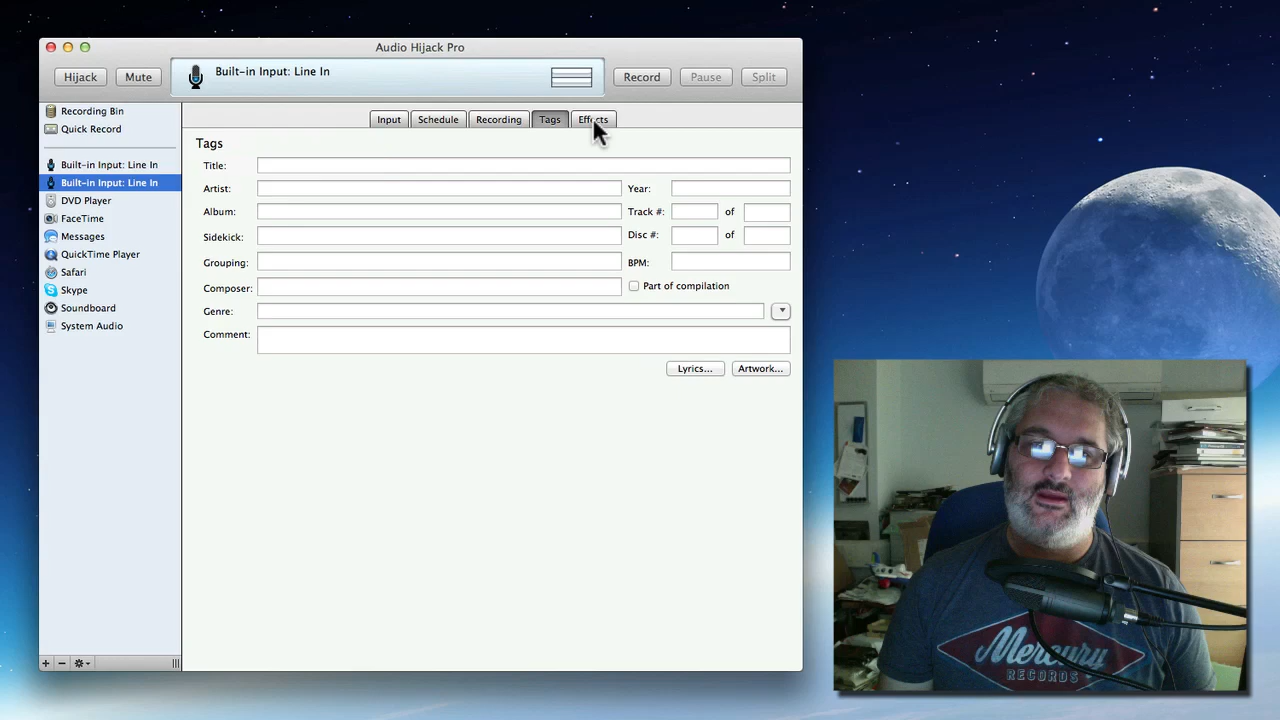 Audio Hijack Pro
Hijack
Mute
Built-in Input: Line In
Record
Pause
Split
Recording Bin
Quick Record
Built-in Input: Line In
Built-in Input: Line In
DVD Player
FaceTime
Messages
QuickTime Player
Safari
Skype
Soundboard
System Audio
Input
Schedule
Recording
Tags
Effects
Tags
Title:
Artist:
Year:
Album:
Track #:
of
Sidekick:
Disc #:
of
Grouping:
BPM:
Composer:
Part of compilation
Genre:
Comment:
Lyrics...
Artwork...
Mercury
RECORDS